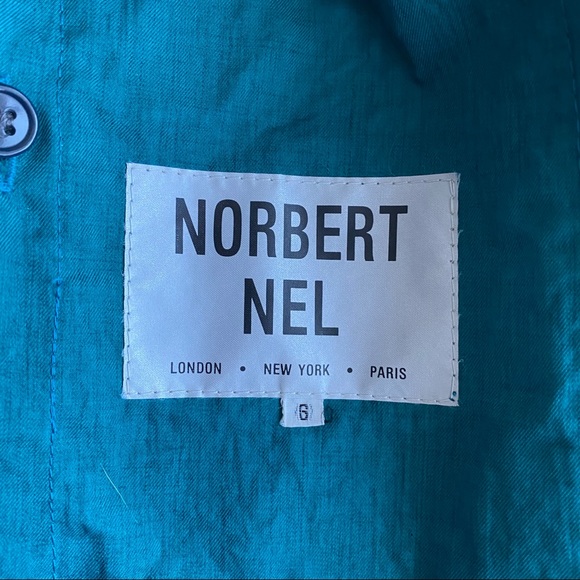 NORBERT
NEL
LONDON • NEW YORK • PARIS
6